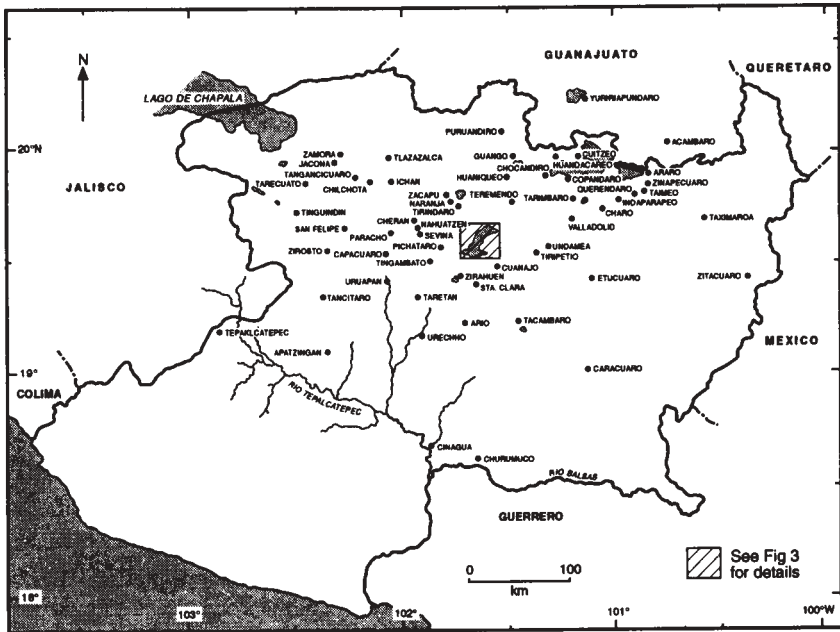 N
GUANAJUATO
QUERETARO
LAGO DE CHAPALA
YURHIAPUNDARO
PURUANDIRO
ACAMBARO
20°N
ZAMORA
JACONA
TLAZAZALCA
GUANGO
CUITZEO
CHOCANDIRO
HUANDACAREO
ARARO
TANGANCICUARO
HUANIQUEO
COPANDARO
ZINAPECUARO
JALISCO
TARECUATO
CHILCHOTA
ICHAN
QUERENDARO
TAIMEO
ZACAPU
TEREMENDO
TARIMBARO
INDAPARAPEO
NARANJA
TIRINDARO
CHARO
TINGUINDIN
CHERAN
NAHUATZEN
VALLADOLID
TAXIMAROA
SAN FELIPE
PARACHO
SEVINA
ZIROSTO
CAPACUARO
PICHATARO
UNDAMEA
TIRIPETIO
TINGAMBATO
CUANAJO
URUAPAN
ZIRAHUEN
STA. CLARA
ETUCUARO
ZITACUARO
TANCITARO
TARETAN
ARIO
TACAMBARO
TEPAKLCATEPEC
URECHHO
MEXICO
APATZINGAN
19°
CARACUARO
COLIMA
RIO TEPALCATEPEC
CINAGUA
CHURUMUCO
RIO BALSAS
GUERRERO
See Fig 3
for details
0 100
km
18°
103° 102° 101° 100°W